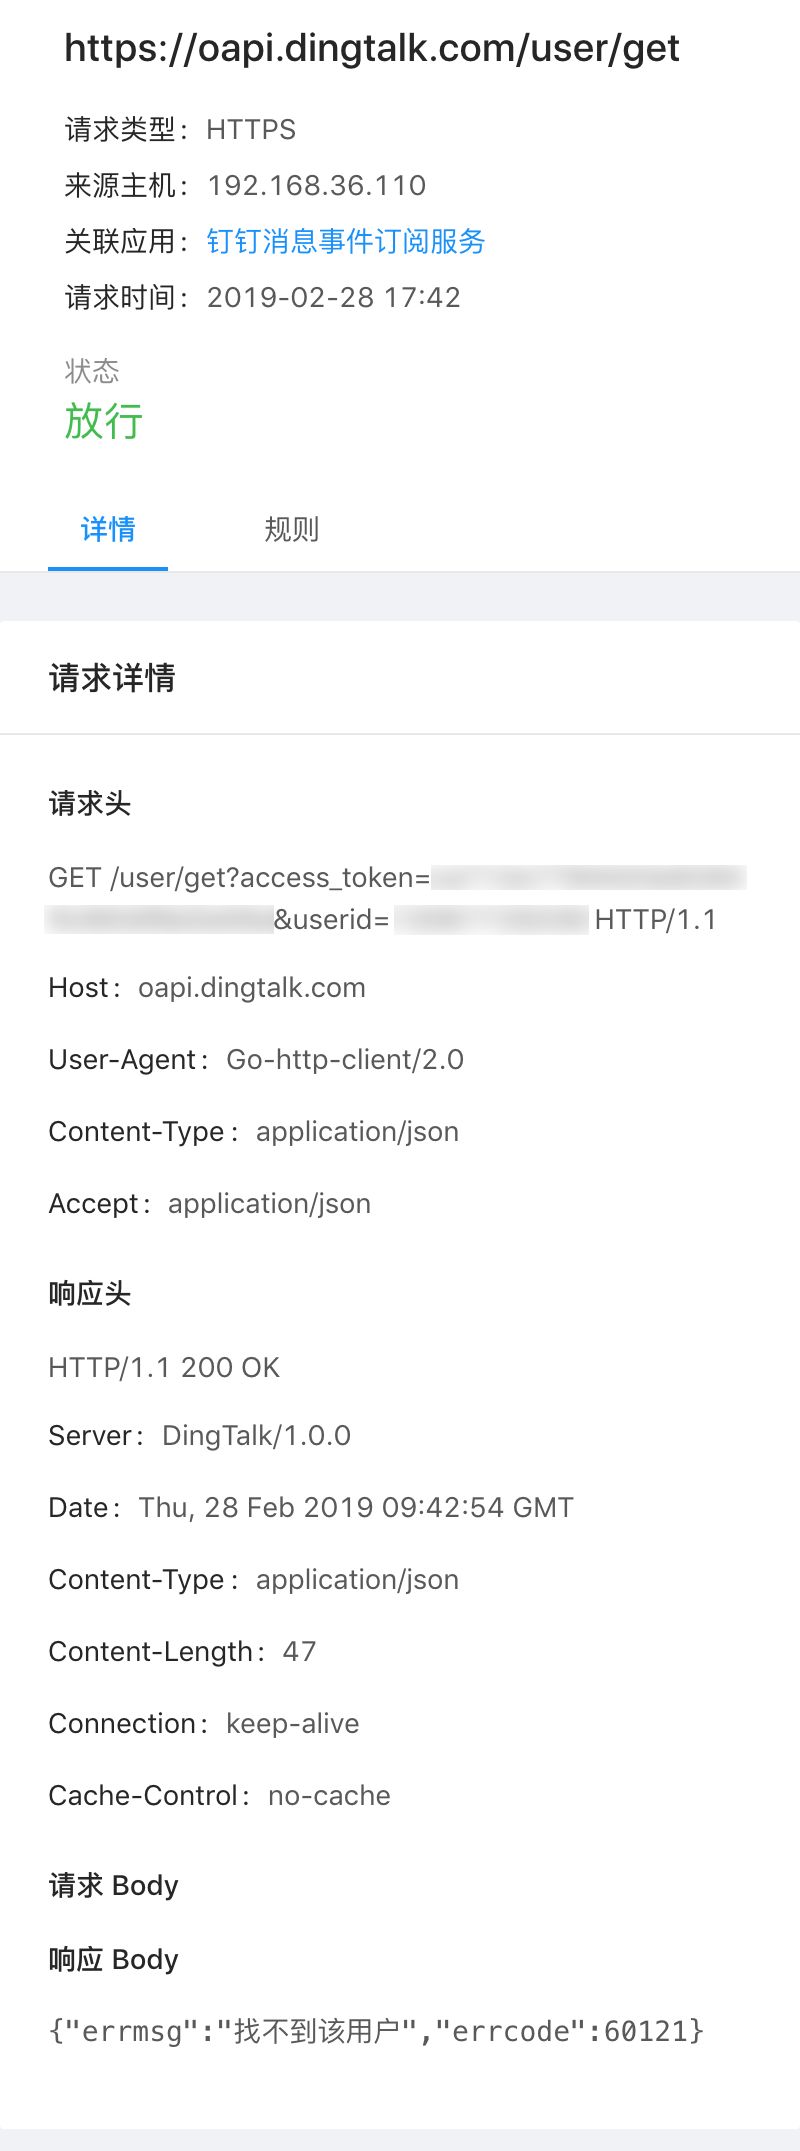 https://oapi.dingtalk.com/user/get
请求类型： HTTPS
来源主机： 192.168.36.110
关联应用： 钉钉消息事件订阅服务
请求时间： 2019-02-28 17:42
状态
放行
详情 规则
请求详情
请求头
GET /user/get?access_token=
&userid= HTTP/1.1
Host： oapi.dingtalk.com
User-Agent： Go-http-client/2.0
Content-Type： application/json
Accept： application/json
响应头
HTTP/1.1 200 OK
Server： DingTalk/1.0.0
Date： Thu, 28 Feb 2019 09:42:54 GMT
Content-Type： application/json
Content-Length： 47
Connection： keep-alive
Cache-Control： no-cache
请求 Body
响应 Body
{"errmsg":"找不到该用户","errcode":60121}